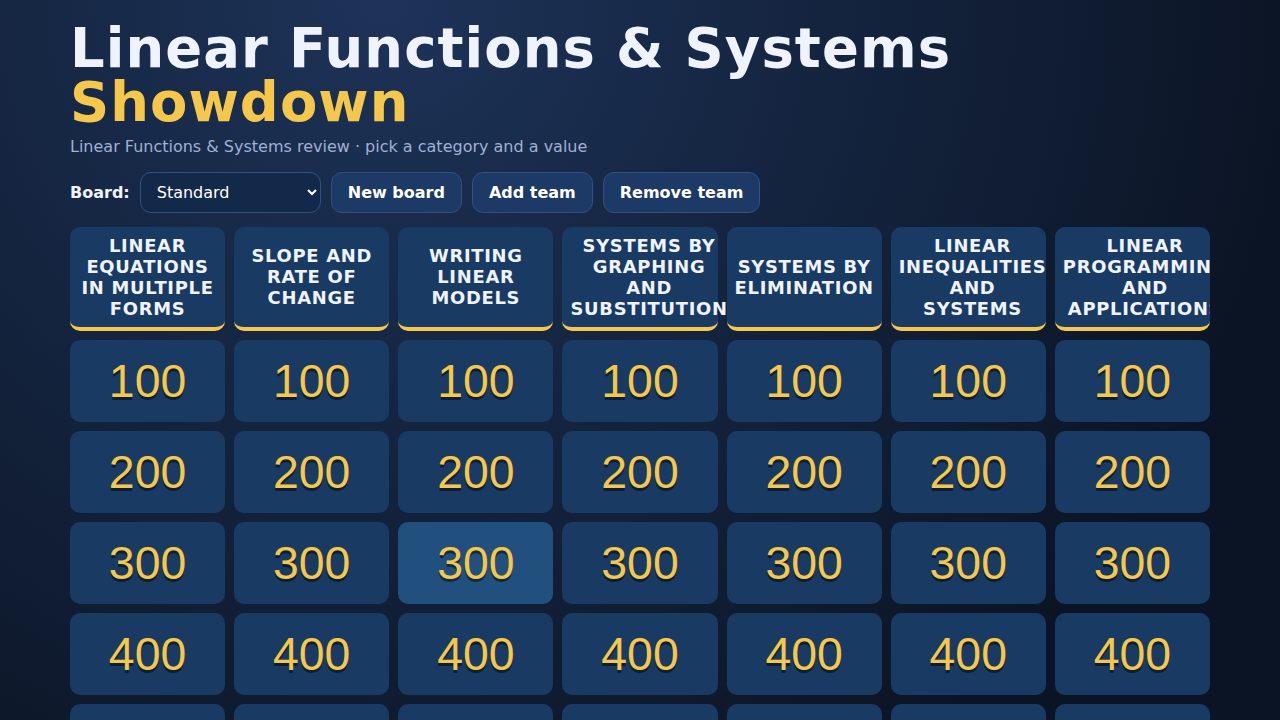 Linear Functions & Systems
Showdown
Linear Functions & Systems review · pick a category and a value
Board: Standard New board Add team Remove team
LINEAR EQUATIONS IN MULTIPLE FORMS
SLOPE AND RATE OF CHANGE
WRITING LINEAR MODELS
SYSTEMS BY GRAPHING AND SUBSTITUTION
SYSTEMS BY ELIMINATION
LINEAR INEQUALITIES AND SYSTEMS
LINEAR PROGRAMMIN AND APPLICATION
100 100 100 100 100 100 100
200 200 200 200 200 200 200
300 300 300 300 300 300 300
400 400 400 400 400 400 400